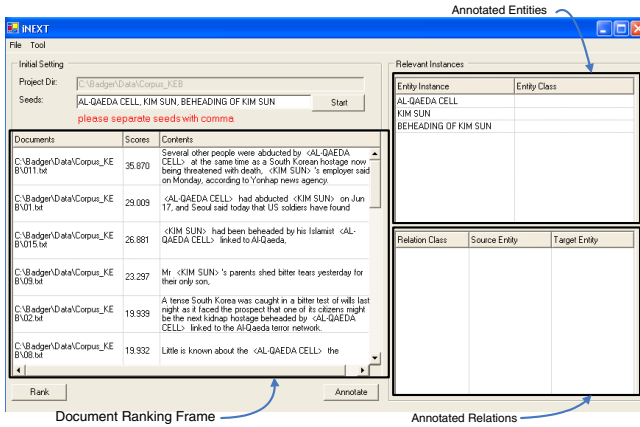 Annotated Entities
iNEXT
File Tool
Initial Setting
Project Dir:
C:\Badger\Data\Corpus_KEB
Seeds:
AL-QAEDA CELL, KIM SUN, BEHEADING OF KIM SUN
Start
please separate seeds with comma
Documents Scores Contents
C:\Badger\Data\Corpus_KE
B\011.txt
35.870
Several other people were abducted by <AL-QAEDA
CELL> at the same time as a South Korean hostage now
being threatened with death, <KIM SUN> 's employer said
on Monday, according to Yonhap news agency.
C:\Badger\Data\Corpus_KE
B\01.txt
29.009
<AL-QAEDA CELL> had abducted <KIM SUN> on Jun
17, and Seoul said today that US soldiers have found
C:\Badger\Data\Corpus_KE
B\015.txt
26.881
<KIM SUN> had been beheaded by his Islamist <AL-
QAEDA CELL> linked to Al-Qaeda,
C:\Badger\Data\Corpus_KE
B\09.txt
23.297
Mr <KIM SUN> 's parents shed bitter tears yesterday for
their only son,
C:\Badger\Data\Corpus_KE
B\02.txt
19.939
A tense South Korea was caught in a bitter test of wills last
night as it faced the prospect that one of its citizens might
be the next kidnap hostage beheaded by <AL-QAEDA
CELL> linked to the Al-Qaeda terror network.
C:\Badger\Data\Corpus_KE
B\08.txt
19.932
Little is known about the <AL-QAEDA CELL> the
Rank
Annotate
Relevant Instances
Entity Instance Entity Class
AL-QAEDA CELL
KIM SUN
BEHEADING OF KIM SUN
Relation Class Source Entity Target Entity
Document Ranking Frame
Annotated Relations